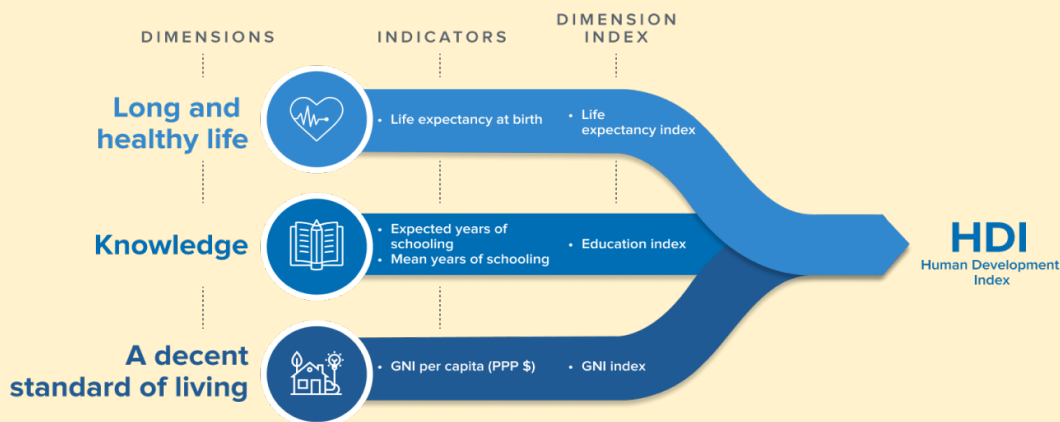 DIMENSIONS
INDICATORS
DIMENSION
INDEX
Long and
healthy life
• Life expectancy at birth
• Life
expectancy index
Knowledge
• Expected years of
schooling
• Mean years of schooling
• Education index
HDI
Human Development
Index
A decent
standard of living
• GNI per capita (PPP $)
• GNI index